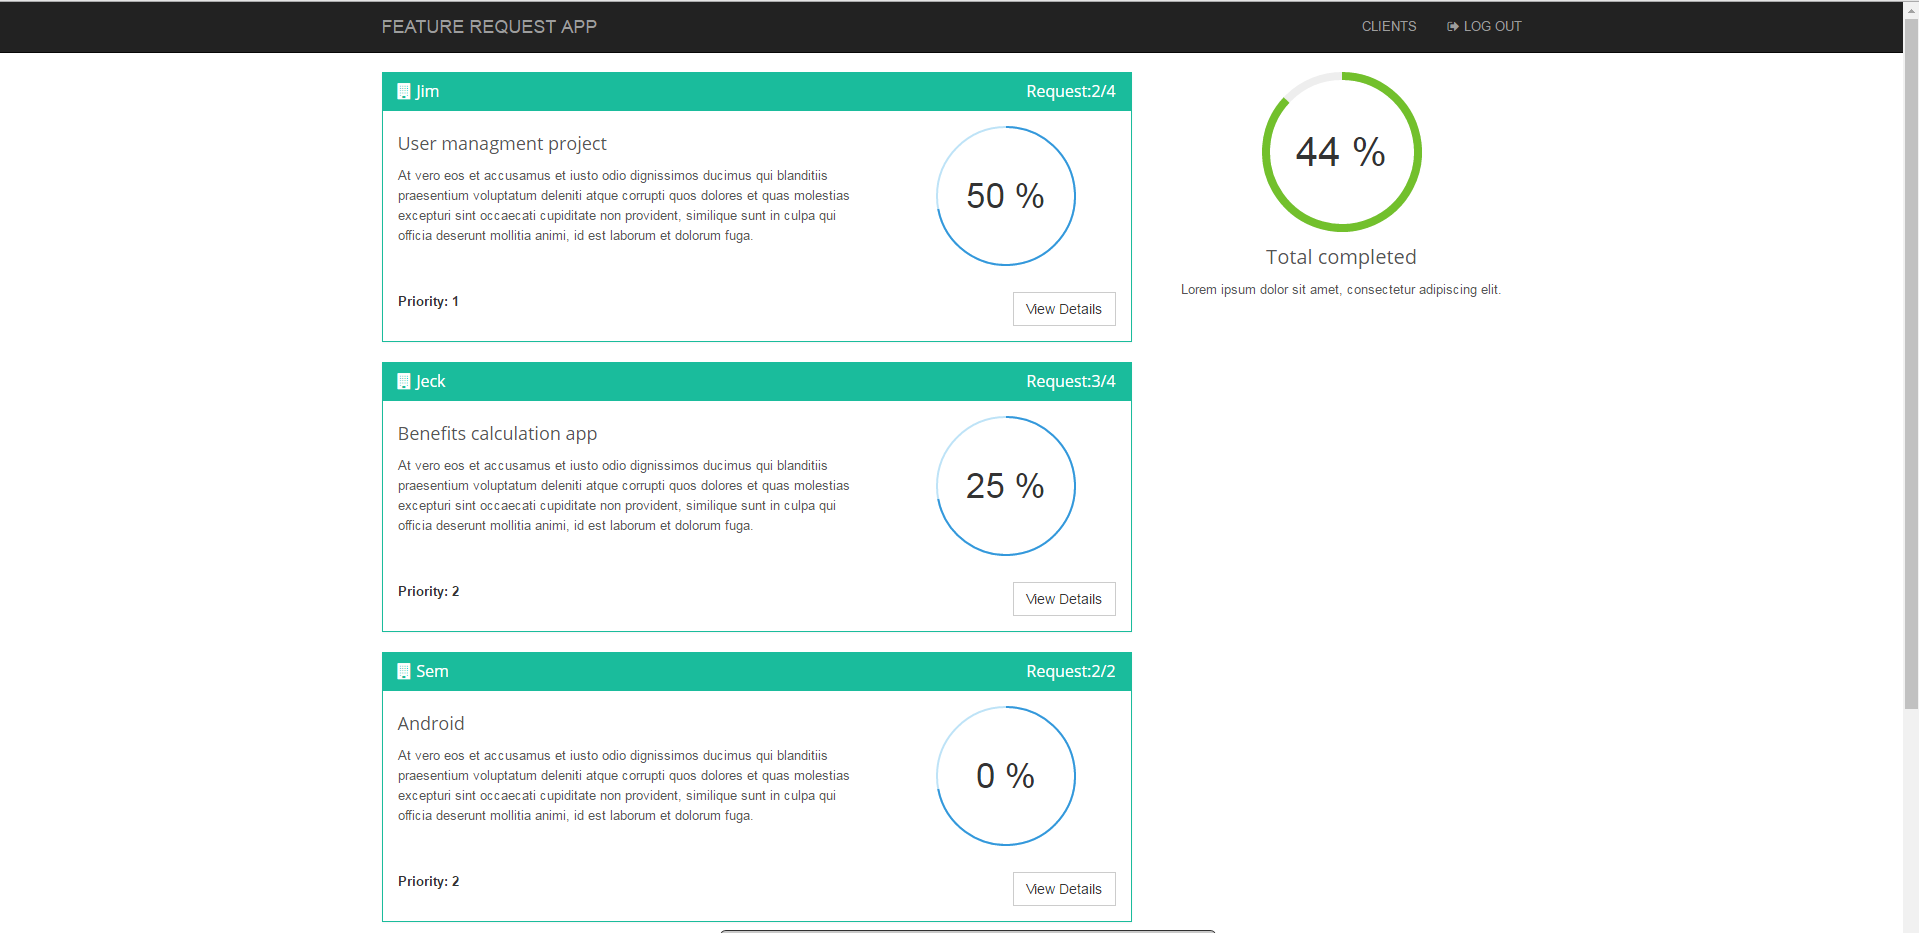 FEATURE REQUEST APP
CLIENTS
LOG OUT
Jim
Request:2/4
User managment project
At vero eos et accusamus et iusto odio dignissimos ducimus qui blanditiis
praesentium voluptatum deleniti atque corrupti quos dolores et quas molestias
excepturi sint occaecati cupiditate non provident, similique sunt in culpa qui
officia deserunt mollitia animi, id est laborum et dolorum fuga.
50 %
Priority: 1
View Details
Jeck
Request:3/4
Benefits calculation app
At vero eos et accusamus et iusto odio dignissimos ducimus qui blanditiis
praesentium voluptatum deleniti atque corrupti quos dolores et quas molestias
excepturi sint occaecati cupiditate non provident, similique sunt in culpa qui
officia deserunt mollitia animi, id est laborum et dolorum fuga.
25 %
Priority: 2
View Details
Sem
Request:2/2
Android
At vero eos et accusamus et iusto odio dignissimos ducimus qui blanditiis
praesentium voluptatum deleniti atque corrupti quos dolores et quas molestias
excepturi sint occaecati cupiditate non provident, similique sunt in culpa qui
officia deserunt mollitia animi, id est laborum et dolorum fuga.
0 %
Priority: 2
View Details
44 %
Total completed
Lorem ipsum dolor sit amet, consectetur adipiscing elit.